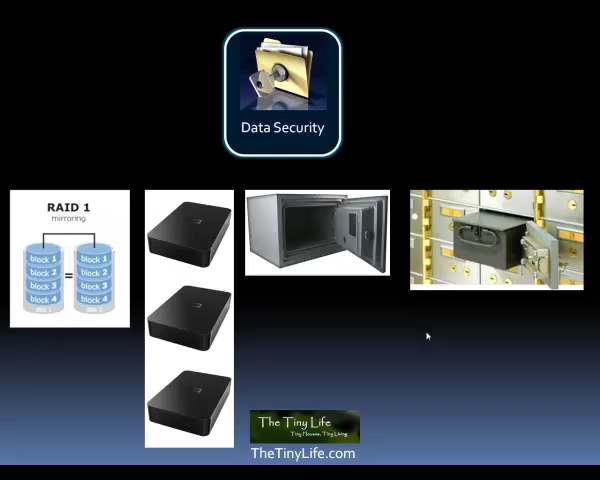 Data Security
RAID 1
mirroring
block 1
block 1
block 2
block 2
=
block 3
block 3
block 4
block 4
The Tiny Life
Tiny Houses, Tiny Living
TheTinyLife.com